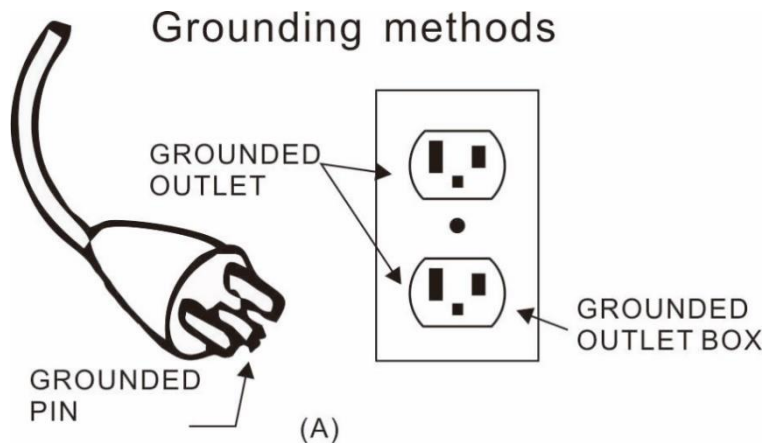 Grounding methods
GROUNDED
OUTLET
GROUNDED
OUTLET BOX
GROUNDED
PIN
(A)